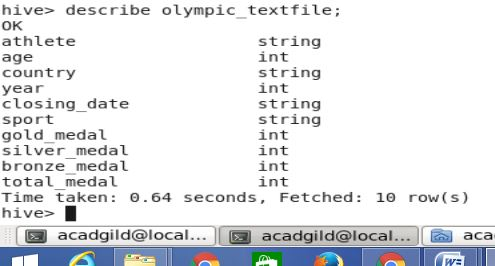 hive> describe olympic_textfile;
OK
athlete string
age int
country string
year int
closing_date string
sport string
gold_medal int
silver_medal int
bronze_medal int
total_medal int
Time taken: 0.64 seconds, Fetched: 10 row(s)
hive>
acadgild@local... acadgild@local... aca